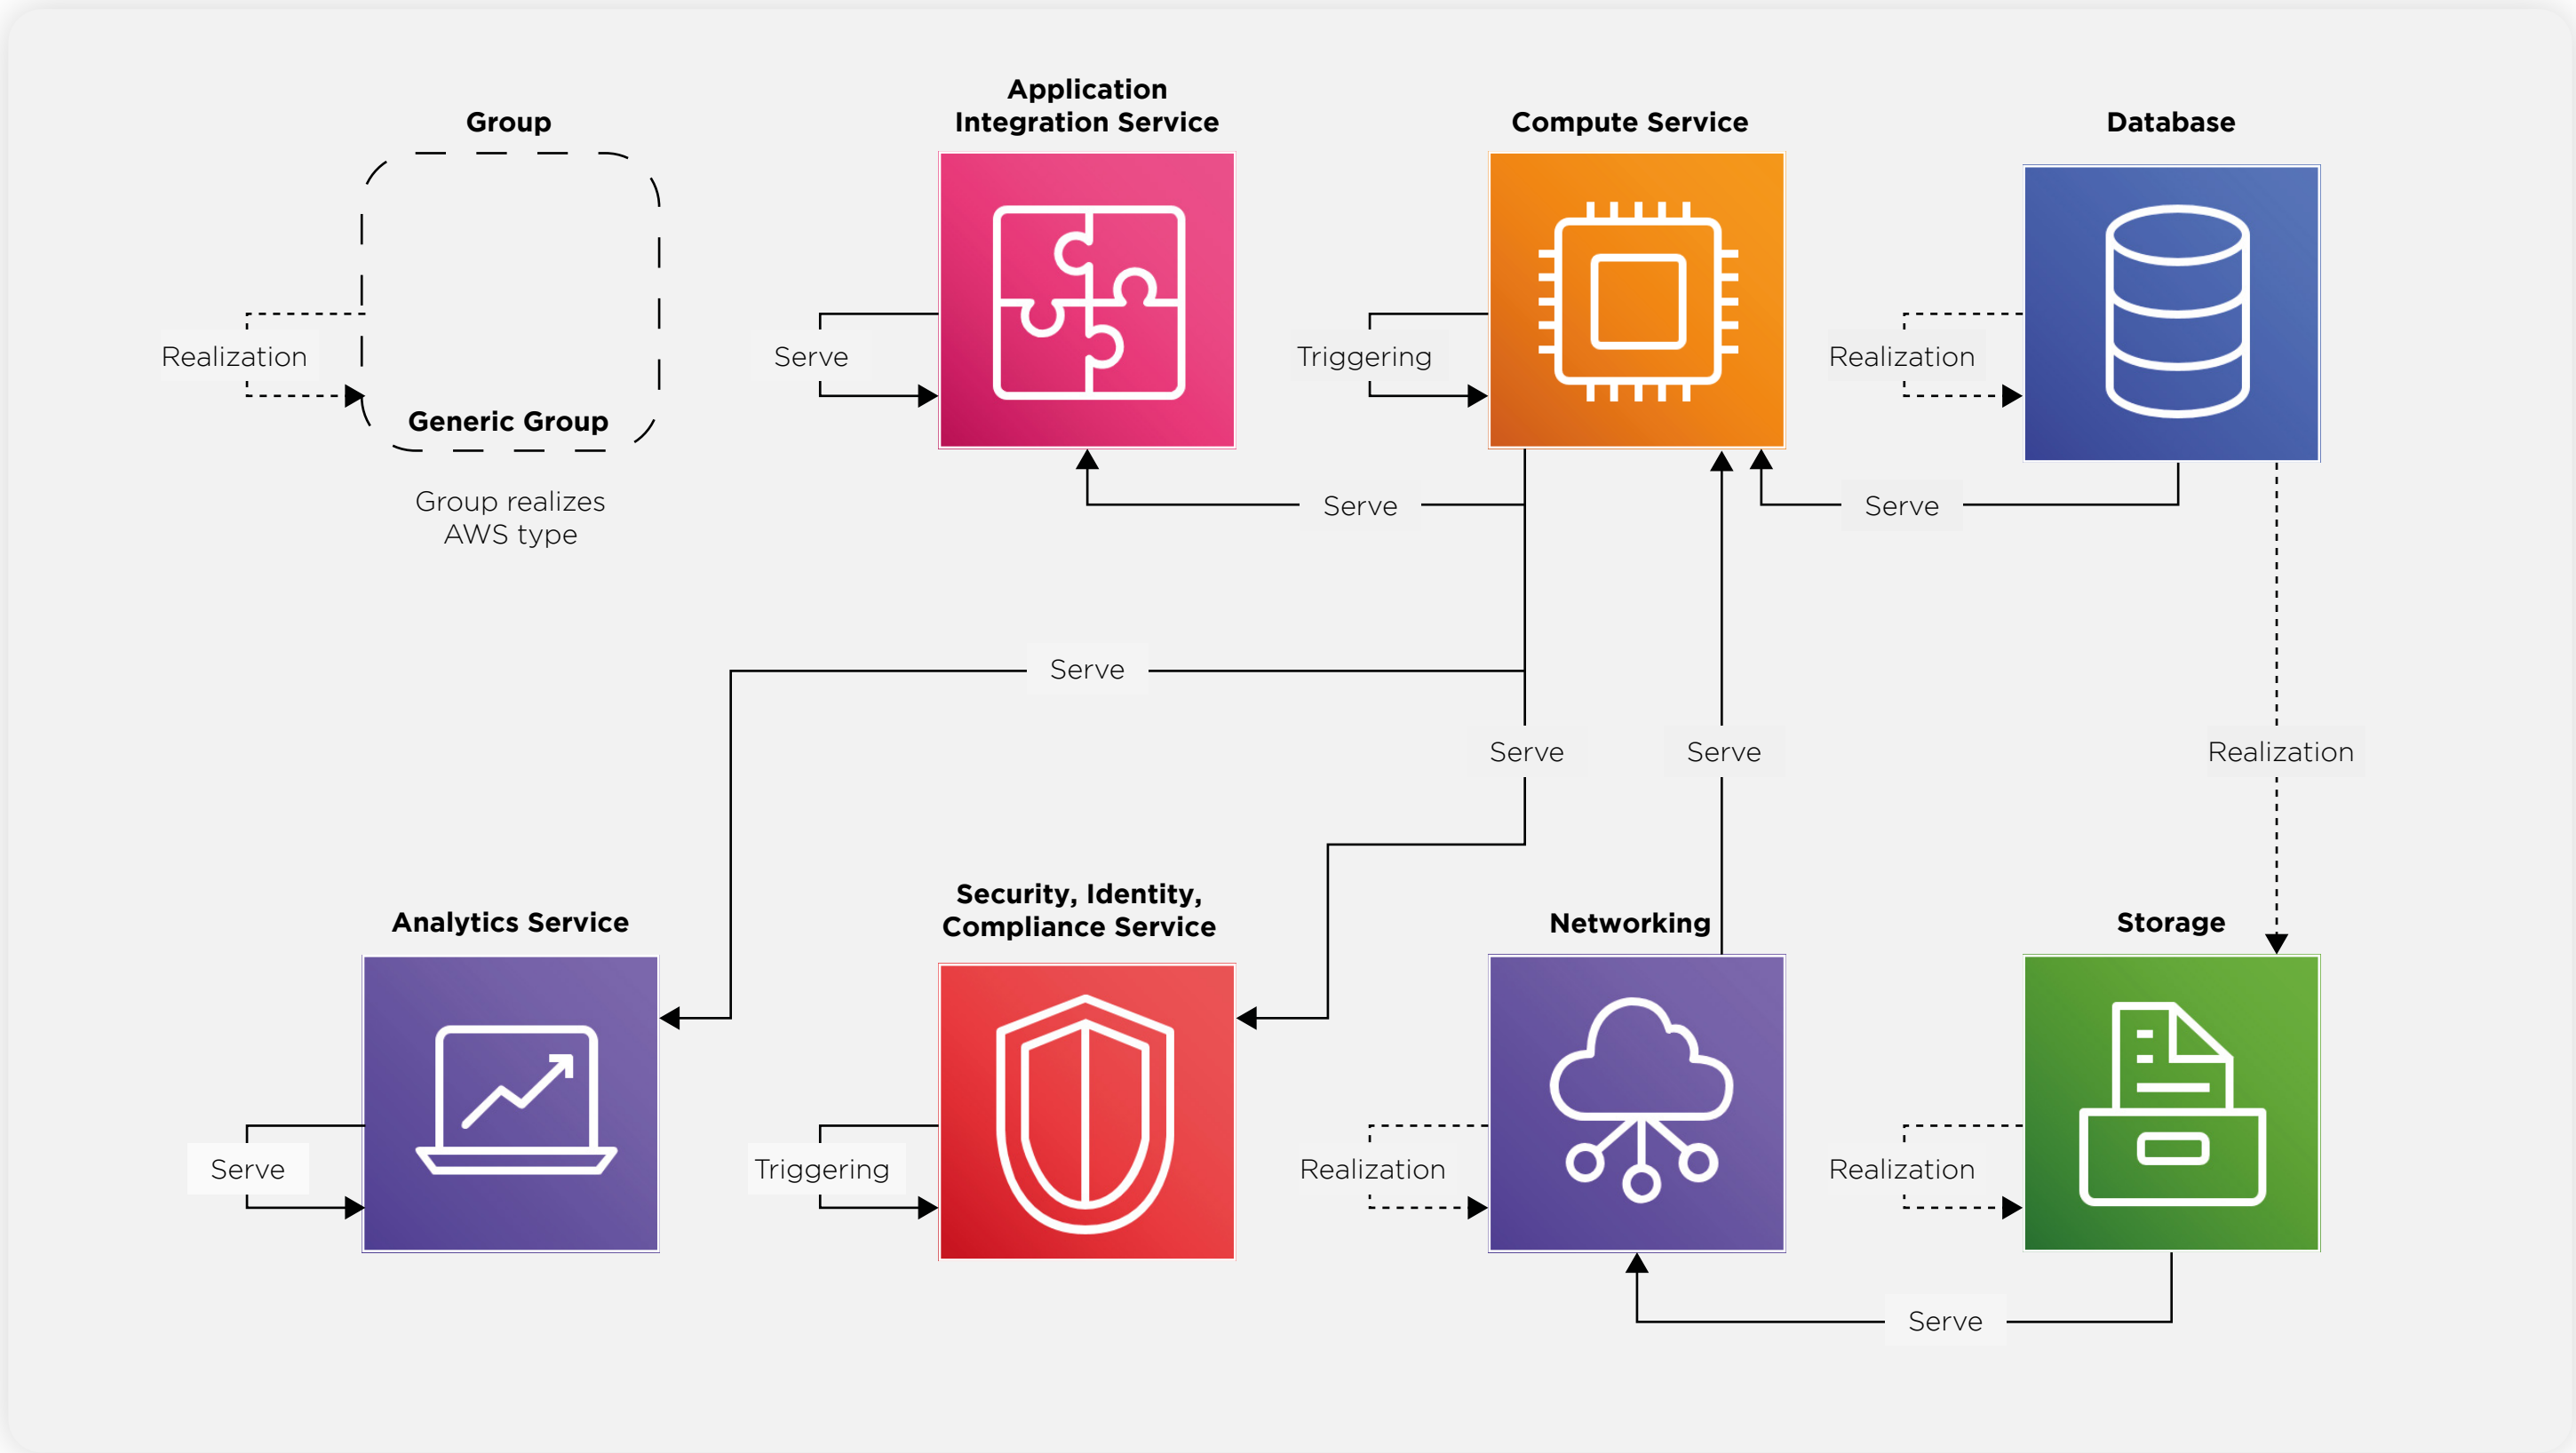 Group
Application
Integration Service
Compute Service
Database
Realization
Serve
Triggering
Realization
Generic Group
Group realizes
AWS type
Serve
Serve
Serve
Serve
Serve
Realization
Analytics Service
Security, Identity,
Compliance Service
Networking
Storage
Serve
Triggering
Realization
Realization
Serve